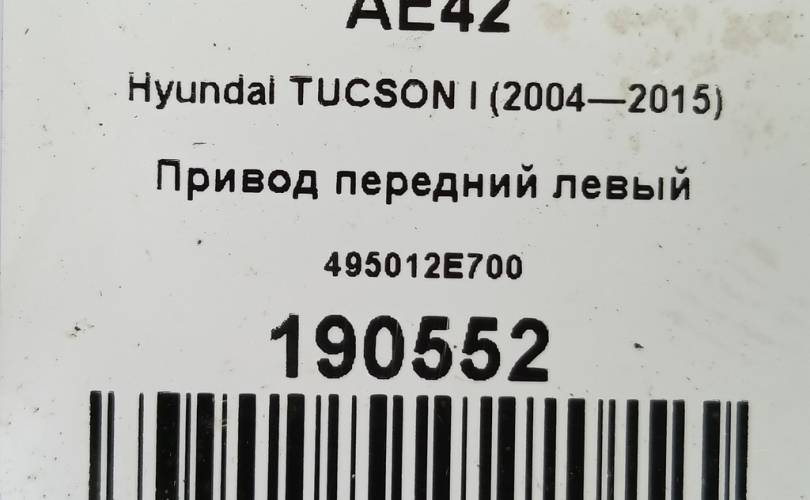 AE42
Hyundai TUCSON I (2004—2015)
Привод передний левый
495012E700
190552